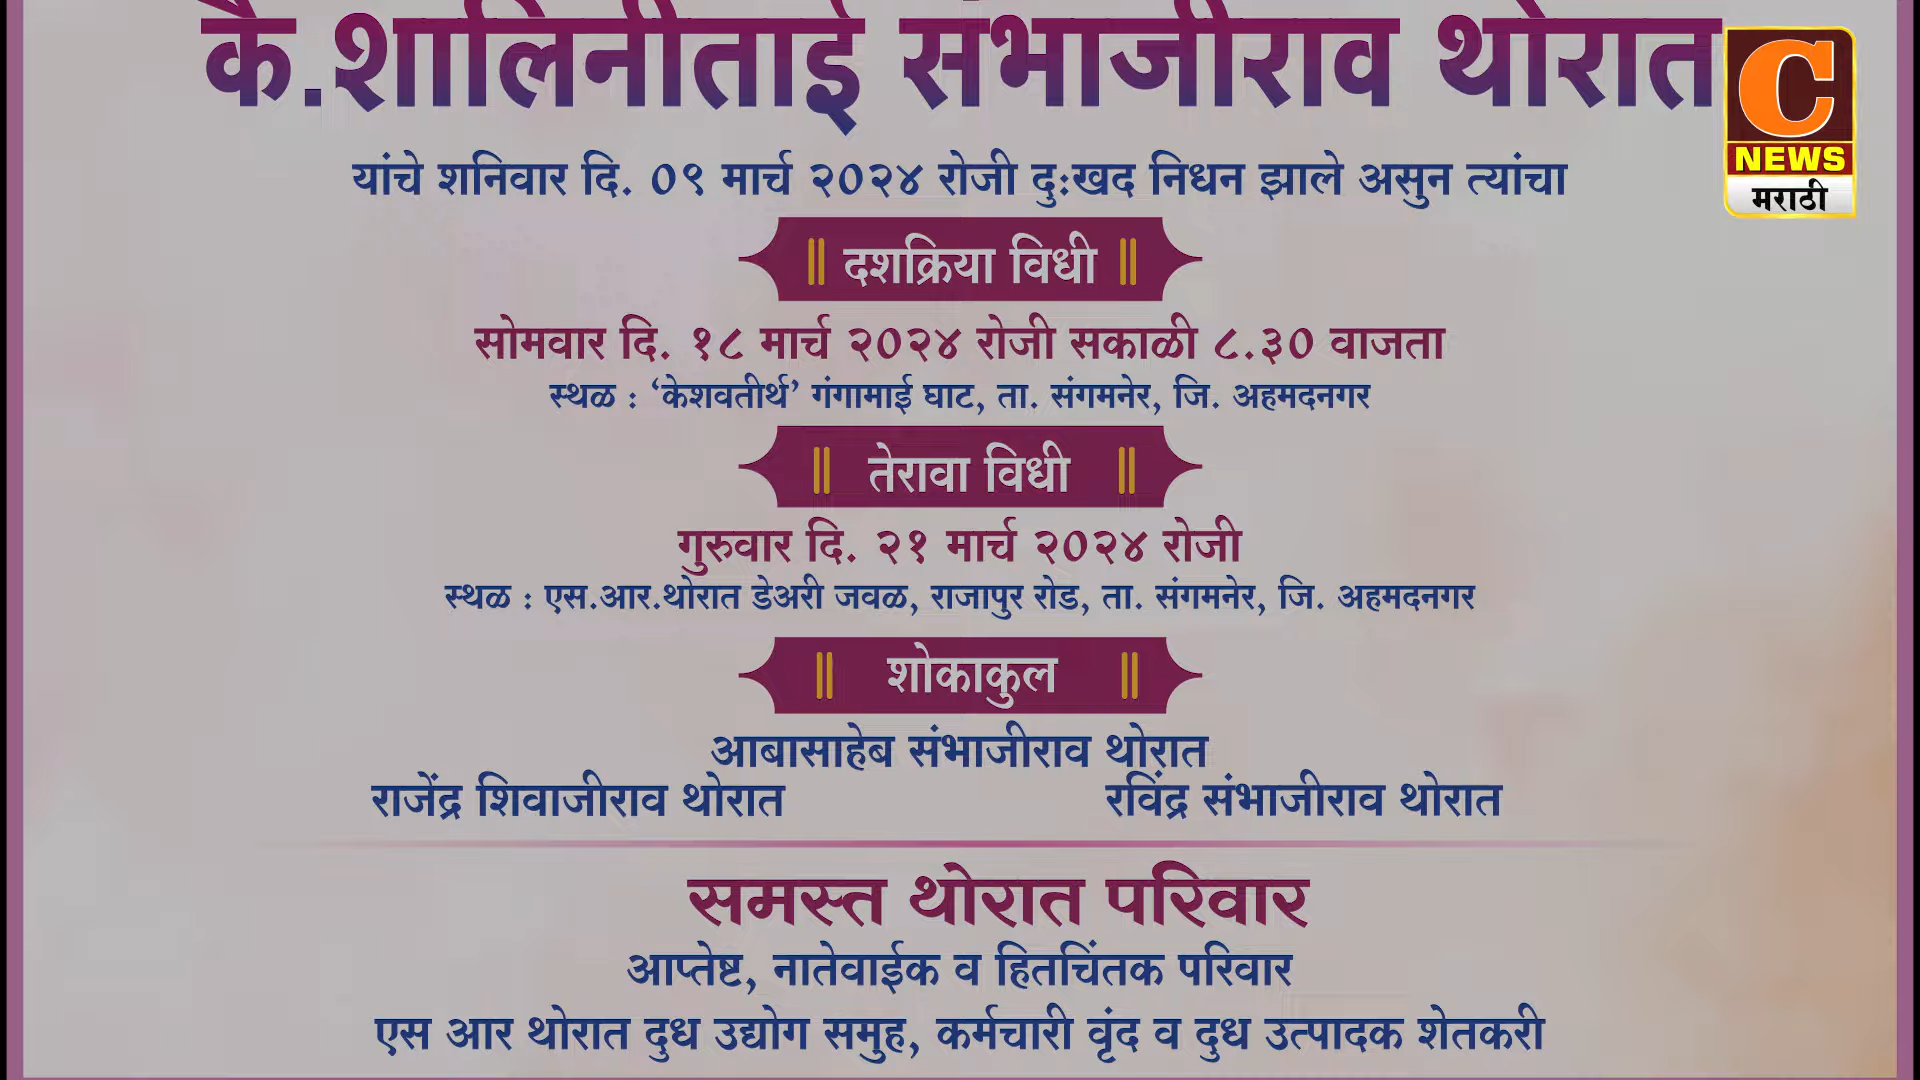 कै.शालिनीताई संभाजीराव थोरात
C
NEWS
मराठी
यांचे शनिवार दि. ०९ मार्च २०२४ रोजी दुःखद निधन झाले असुन त्यांचा
|| दशक्रिया विधी ||
सोमवार दि. १८ मार्च २०२४ रोजी सकाळी ८.३० वाजता
स्थळ : ‘केशवतीर्थ’ गंगामाई घाट, ता. संगमनेर, जि. अहमदनगर
|| तेरावा विधी ||
गुरुवार दि. २१ मार्च २०२४ रोजी
स्थळ : एस.आर.थोरात डेअरी जवळ, राजापुर रोड, ता. संगमनेर, जि. अहमदनगर
|| शोकाकुल ||
आबासाहेब संभाजीराव थोरात
राजेंद्र शिवाजीराव थोरात रविंद्र संभाजीराव थोरात
समस्त थोरात परिवार
आप्तेष्ट, नातेवाईक व हितचिंतक परिवार
एस आर थोरात दुध उद्योग समुह, कर्मचारी वृंद व दुध उत्पादक शेतकरी